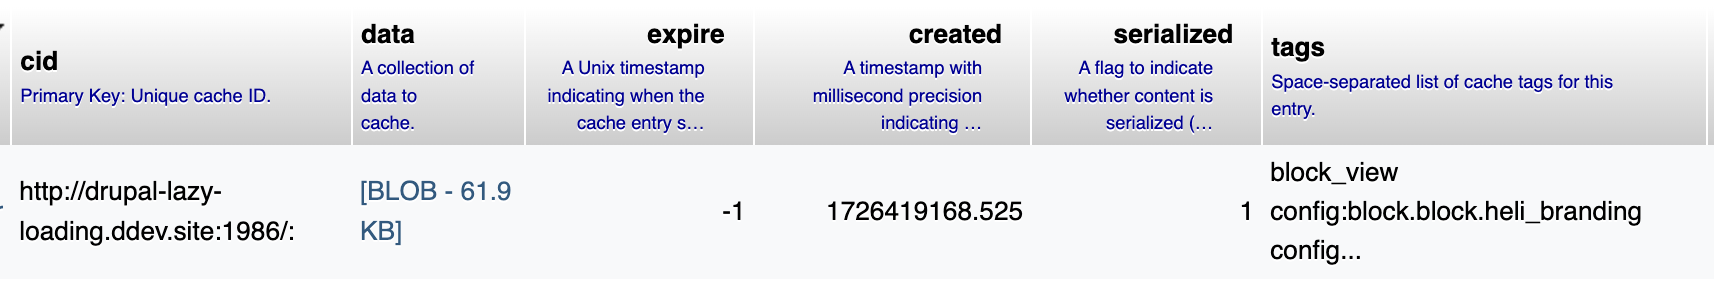 cid
Primary Key: Unique cache ID.
data
A collection of
data to
cache.
expire
A Unix timestamp
indicating when the
cache entry s...
created
A timestamp with
millisecond precision
indicating ...
serialized
A flag to indicate
whether content is
serialized (...
tags
Space-separated list of cache tags for this
entry.
http://drupal-lazy-
loading.ddev.site:1986/:
[BLOB - 61.9
KB]
-1
1726419168.525
1
block_view
config:block.block.heli_branding
config...